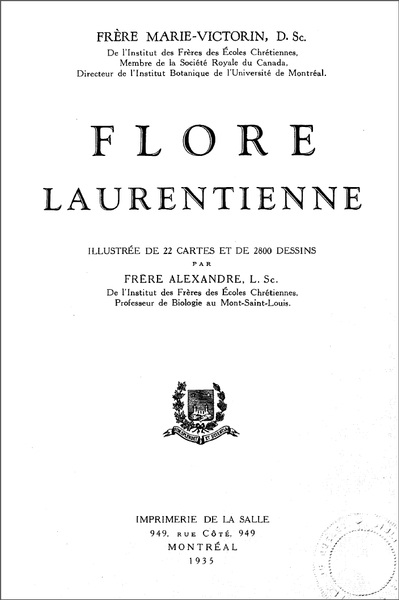 FRÈRE MARIE-VICTORIN, D. Sc.
De l'Institut des Frères des Écoles Chrétiennes,
Membre de la Société Royale du Canada.
Directeur de l'Institut Botanique de l'Université de Montréal.
FLORE
LAURENTIENNE
ILLUSTRÉE DE 22 CARTES ET DE 2800 DESSINS
PAR
FRÈRE ALEXANDRE, L. Sc.
De l'Institut des Frères des Écoles Chrétiennes.
Professeur de Biologie au Mont-Saint-Louis.
IMPRIMERIE DE LA SALLE
949, RUE CÔTÉ, 949
MONTRÉAL
1935